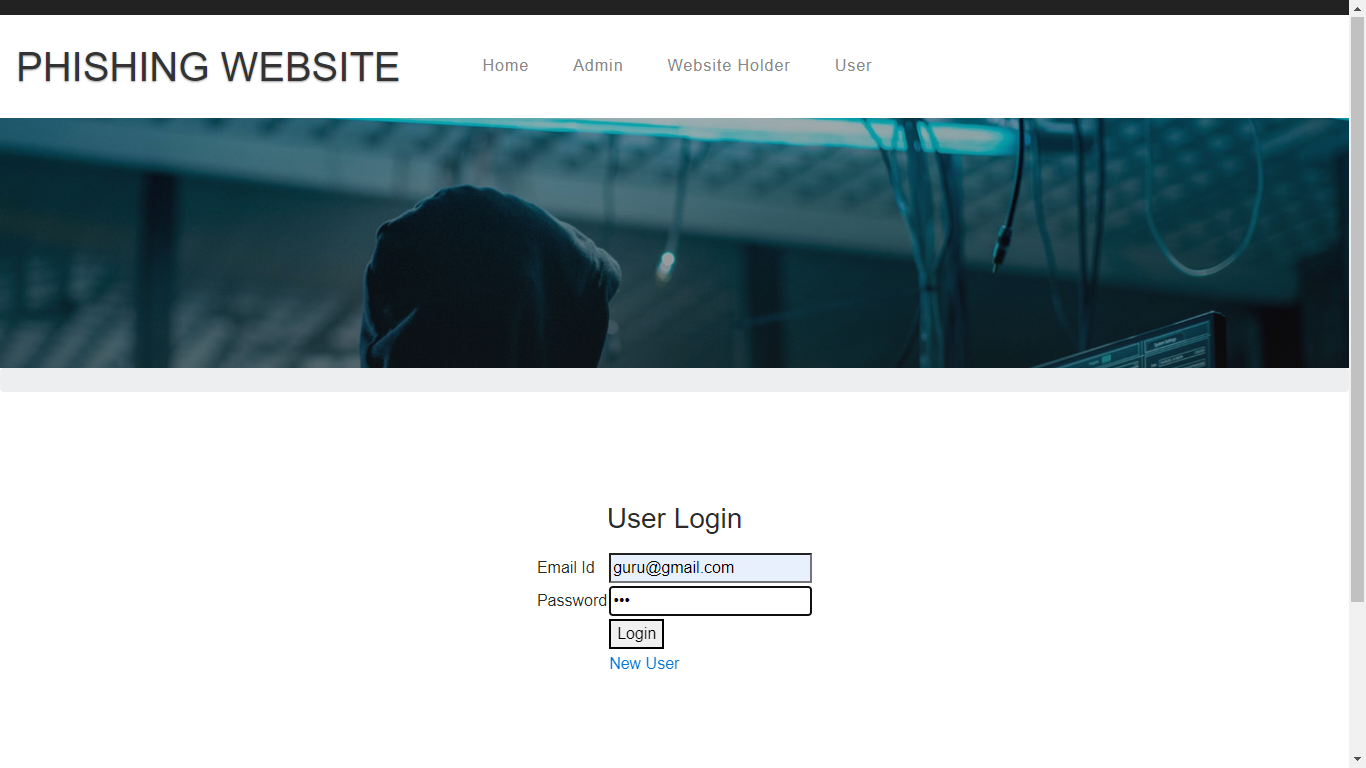 PHISHING WEBSITE
Home Admin Website Holder User
User Login
Email Id guru@gmail.com
Password •••
Login
New User